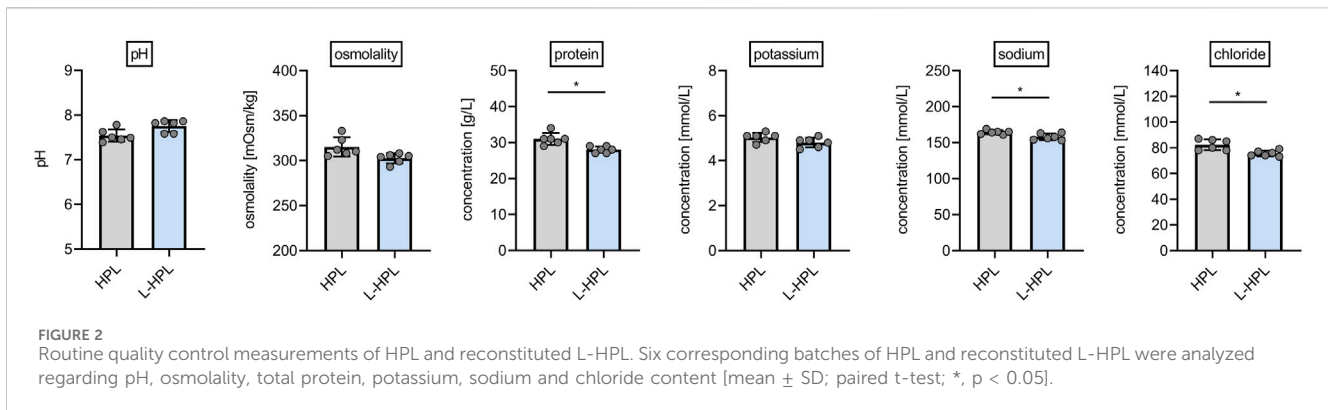 pH
9
8
7
6
5
pH
HPL
L-HPL
osmolality
400
350
300
250
200
osmolality [mOsm/kg]
HPL
L-HPL
protein
50
40
30
20
10
0
concentration [g/L]
*
HPL
L-HPL
potassium
8
6
4
2
0
concentration [mmol/L]
HPL
L-HPL
sodium
250
200
150
100
50
0
concentration [mmol/L]
*
HPL
L-HPL
chloride
140
120
100
80
60
40
20
0
concentration [mmol/L]
*
HPL
L-HPL
FIGURE 2
Routine quality control measurements of HPL and reconstituted L-HPL. Six corresponding batches of HPL and reconstituted L-HPL were analyzed
regarding pH, osmolality, total protein, potassium, sodium and chloride content [mean ± SD; paired t-test; *, p < 0.05].